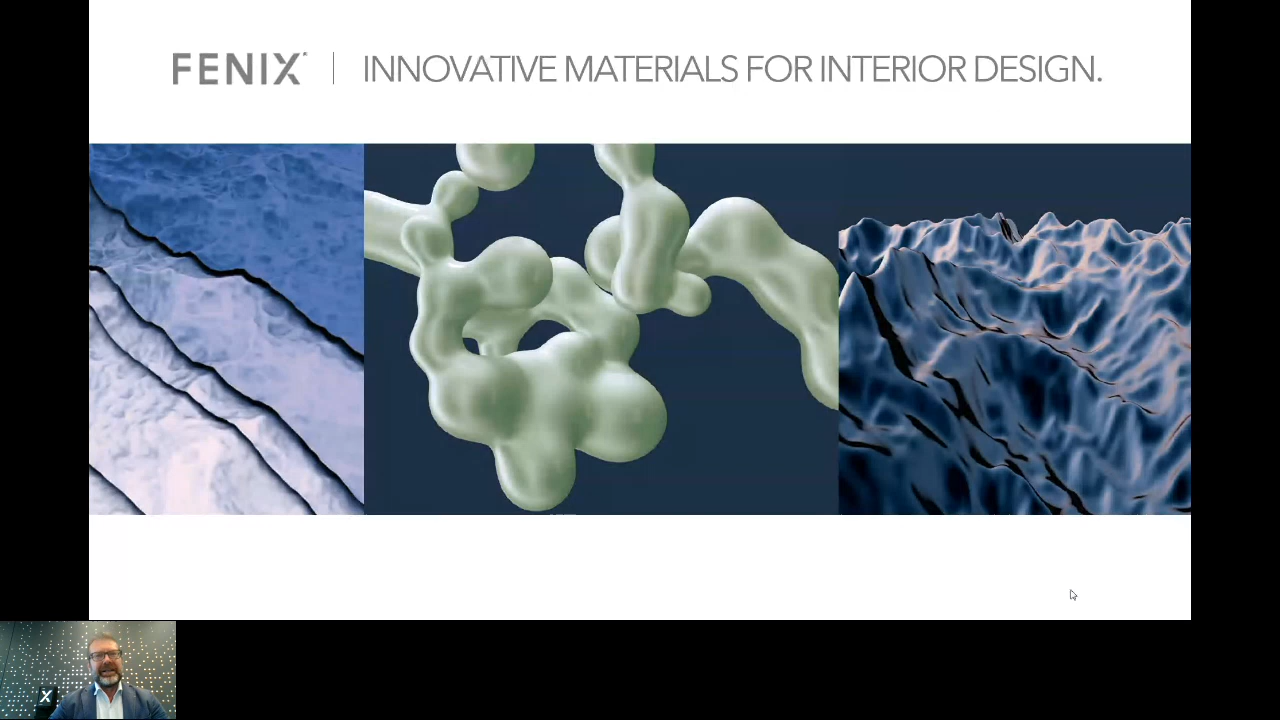 FENIX | INNOVATIVE MATERIALS FOR INTERIOR DESIGN.
X